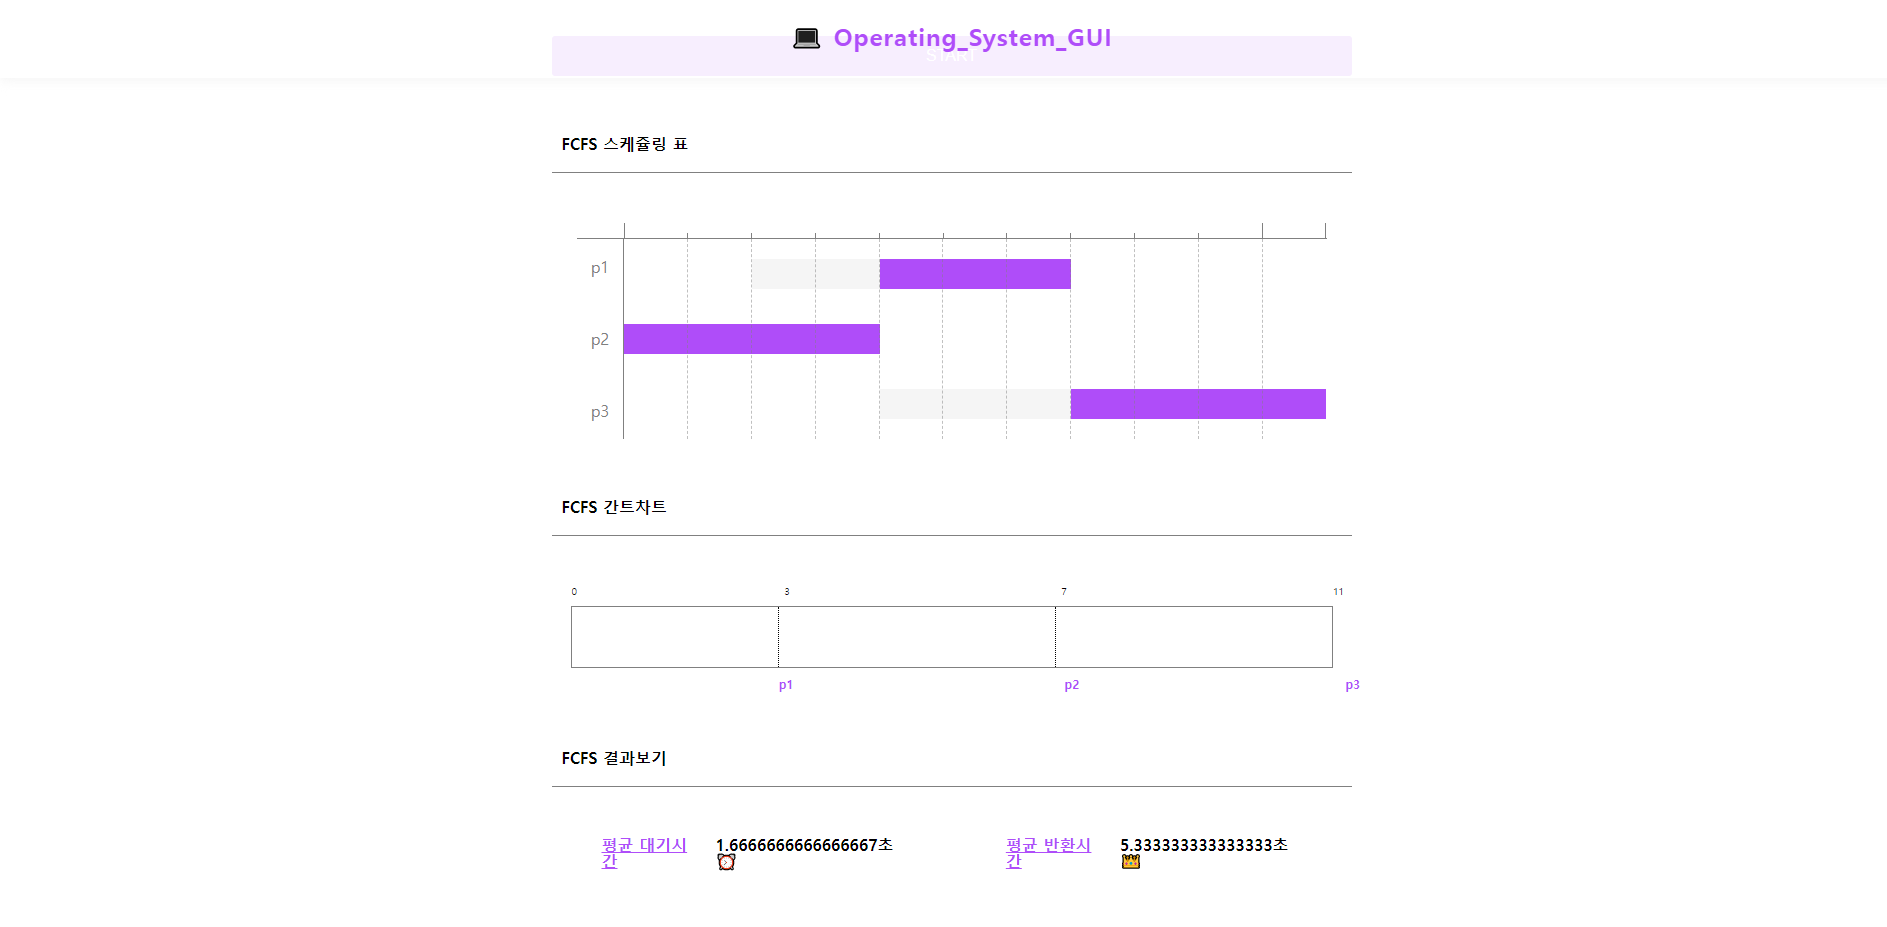 Operating_System_GUI
START
FCFS 스케쥴링 표
p1
p2
p3
FCFS 간트차트
0 3 7 11
p1 p2 p3
FCFS 결과보기
평균 대기시간 1.6666666666666667초
평균 반환시간 5.333333333333333초